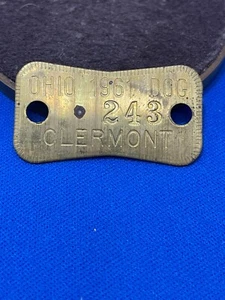 OHIO 1961 DOG
243
CLERMONT